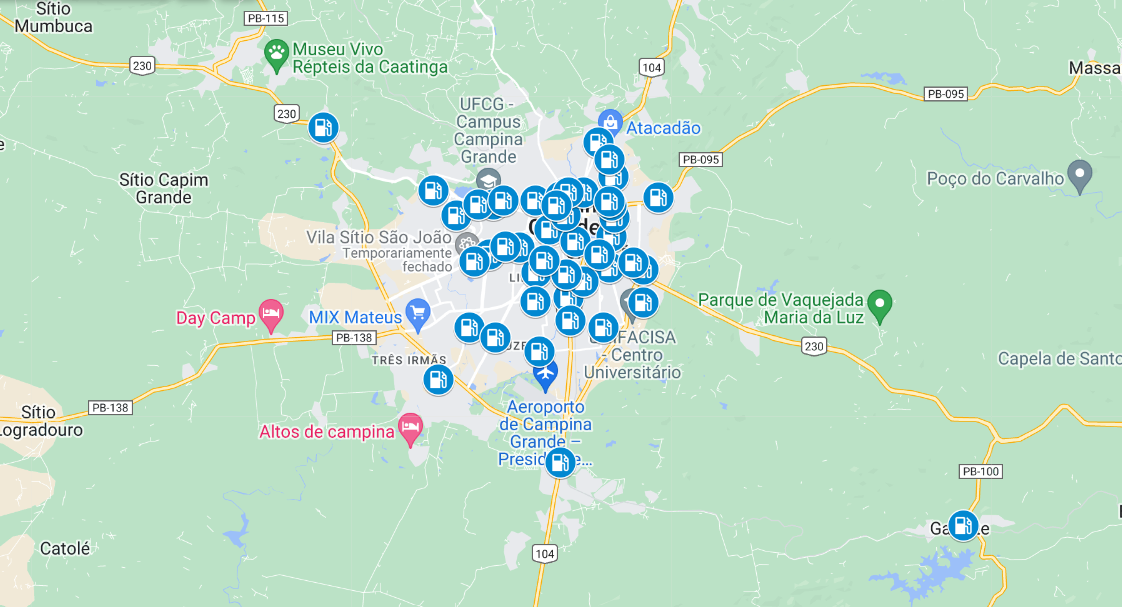 Sítio
Mumbuca
PB-115
230
Museu Vivo
Répteis da Caatinga
104
Massa
PB-095
230
UFCG -
Campus
Campina
Grande
Atacadão
PB-095
Sítio Capim
Grande
Poço do Carvalho
Vila Sítio São João
Temporariamente
fechado
Day Camp
MIX Mateus
PB-138
Parque de Vaquejada
Maria da Luz
230
TRÊS IRMÃS
- Centro
Universitário
Capela de Santo
PB-138
Sítio
Logradouro
Altos de campina
Aeroporto
de Campina
Grande –
PB-100
Catolé
104